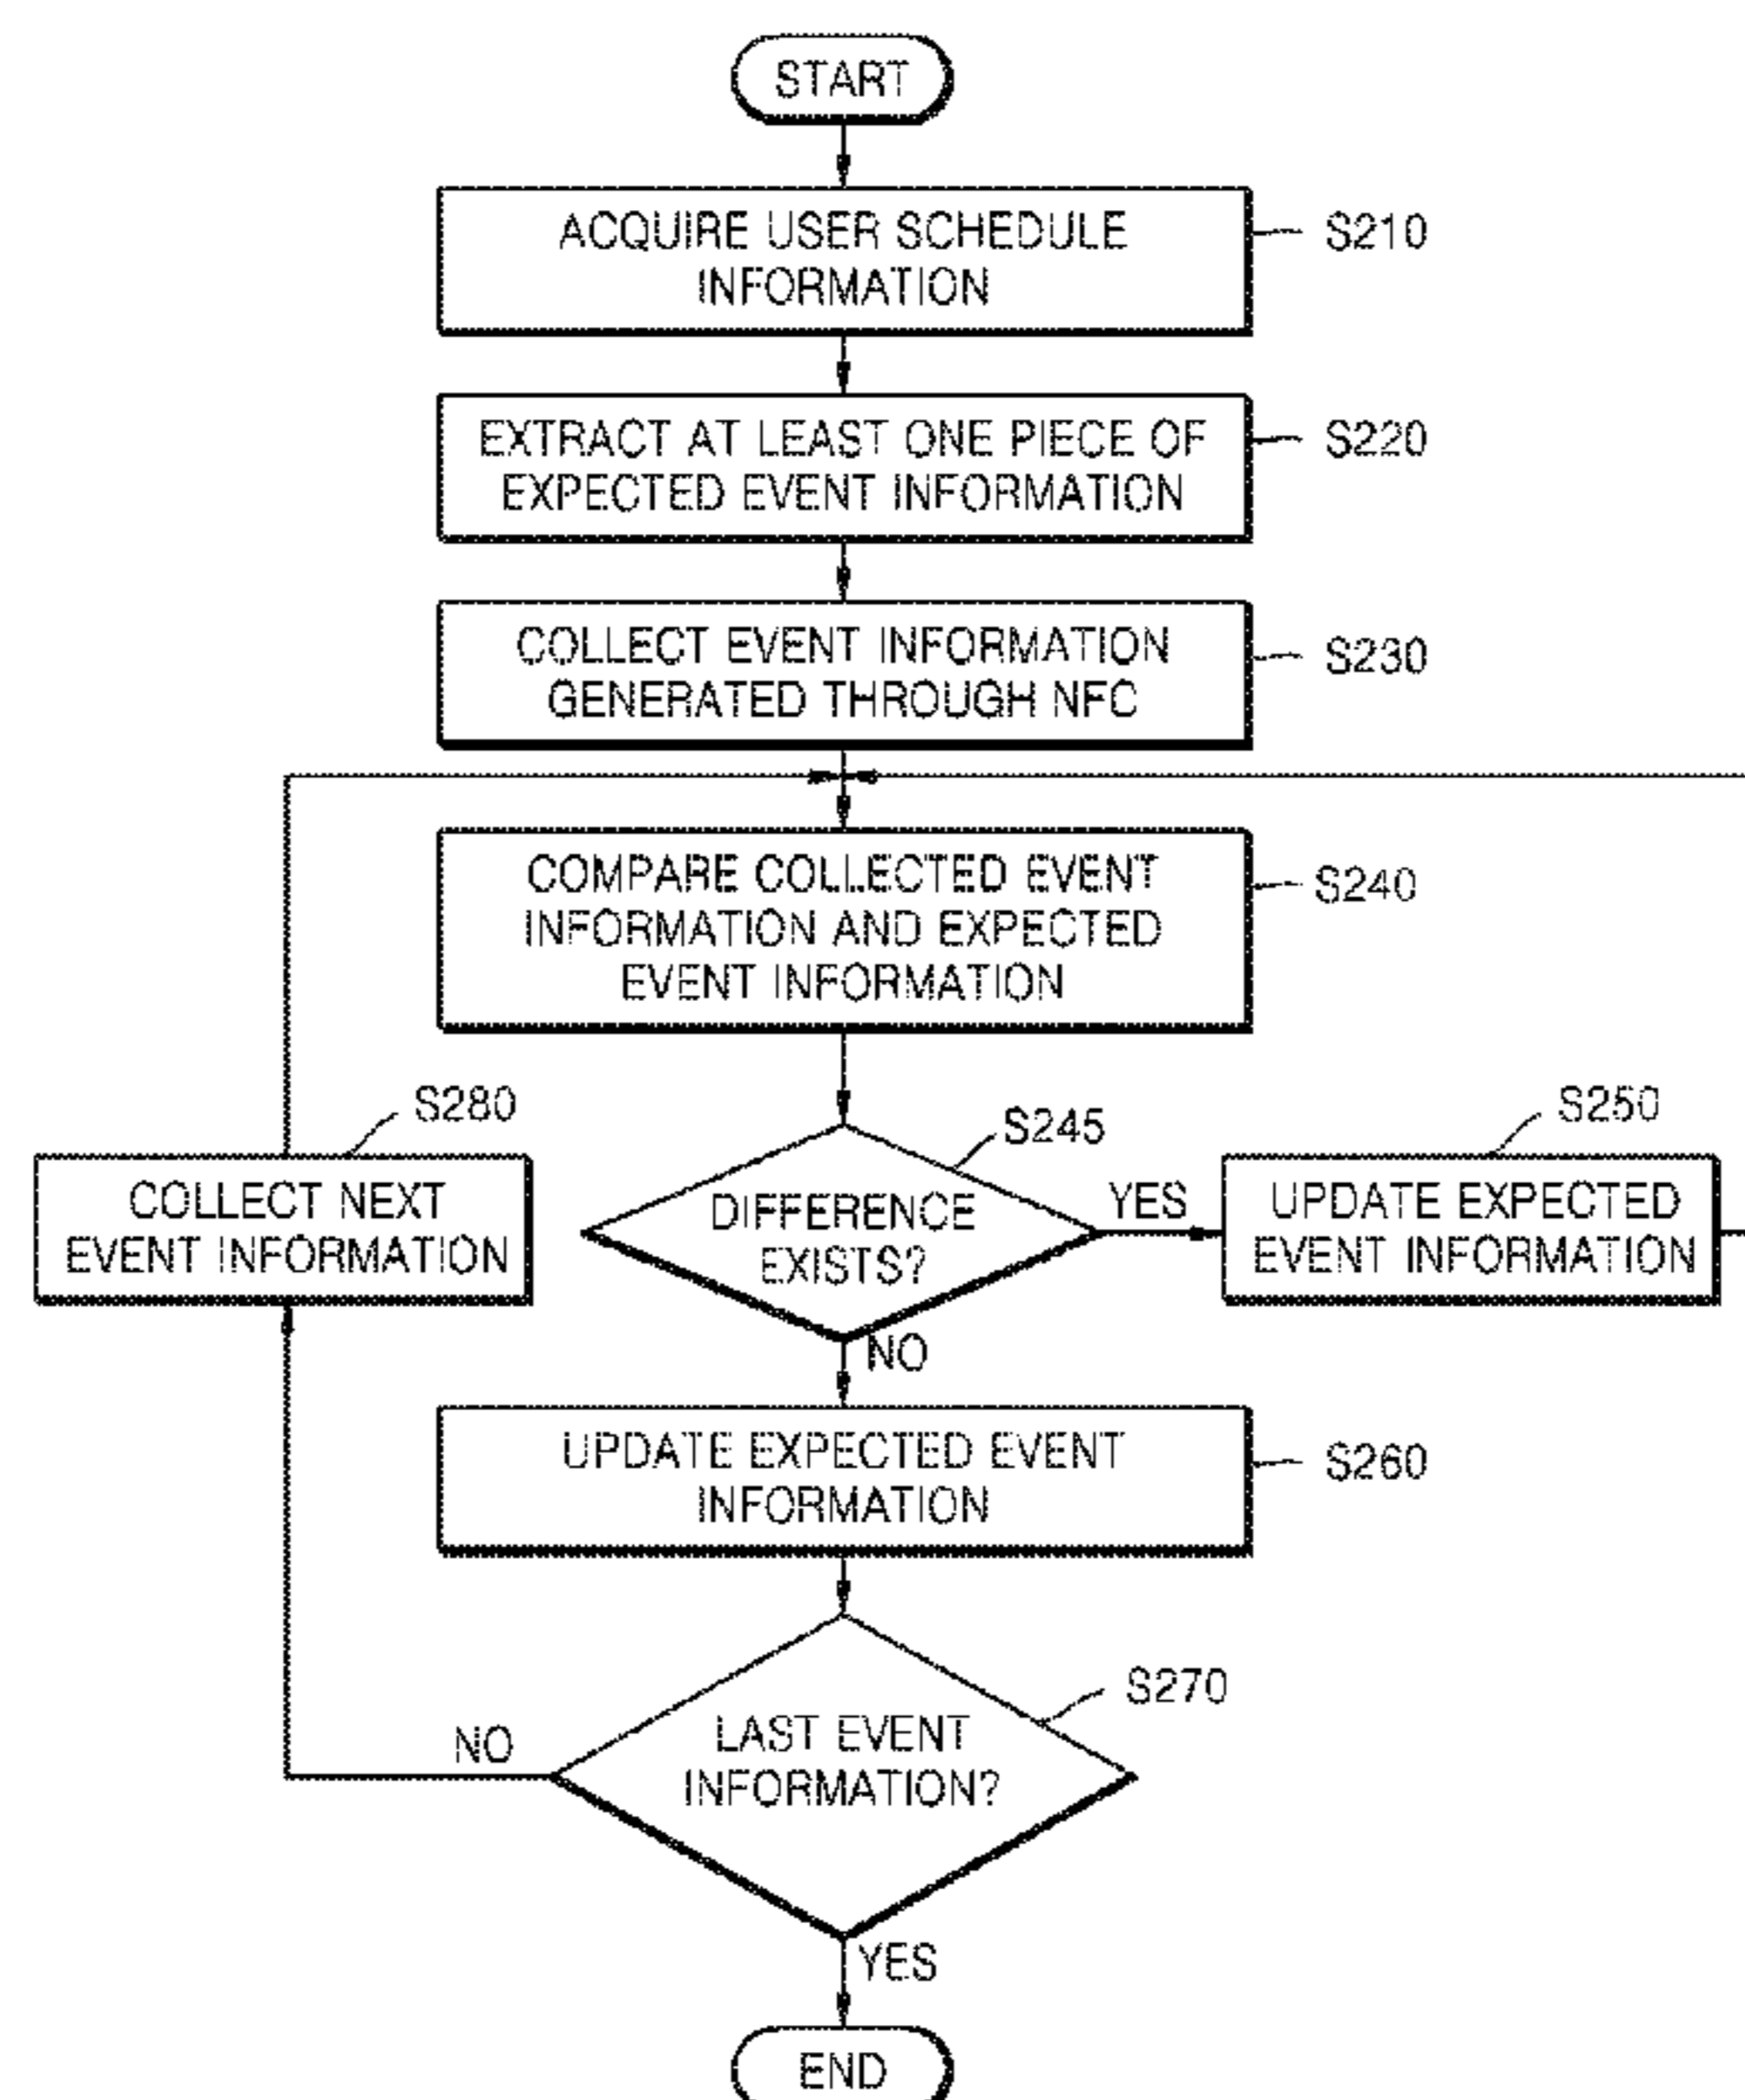 START
ACQUIRE USER SCHEDULE
INFORMATION
S210
EXTRACT AT LEAST ONE PIECE OF
EXPECTED EVENT INFORMATION
S220
COLLECT EVENT INFORMATION
GENERATED THROUGH NFC
S230
COMPARE COLLECTED EVENT
INFORMATION AND EXPECTED
EVENT INFORMATION
S240
S280
COLLECT NEXT
EVENT INFORMATION
S245
DIFFERENCE
EXISTS?
YES
S250
UPDATE EXPECTED
EVENT INFORMATION
NO
UPDATE EXPECTED EVENT
INFORMATION
S260
S270
LAST EVENT
INFORMATION?
NO
YES
END